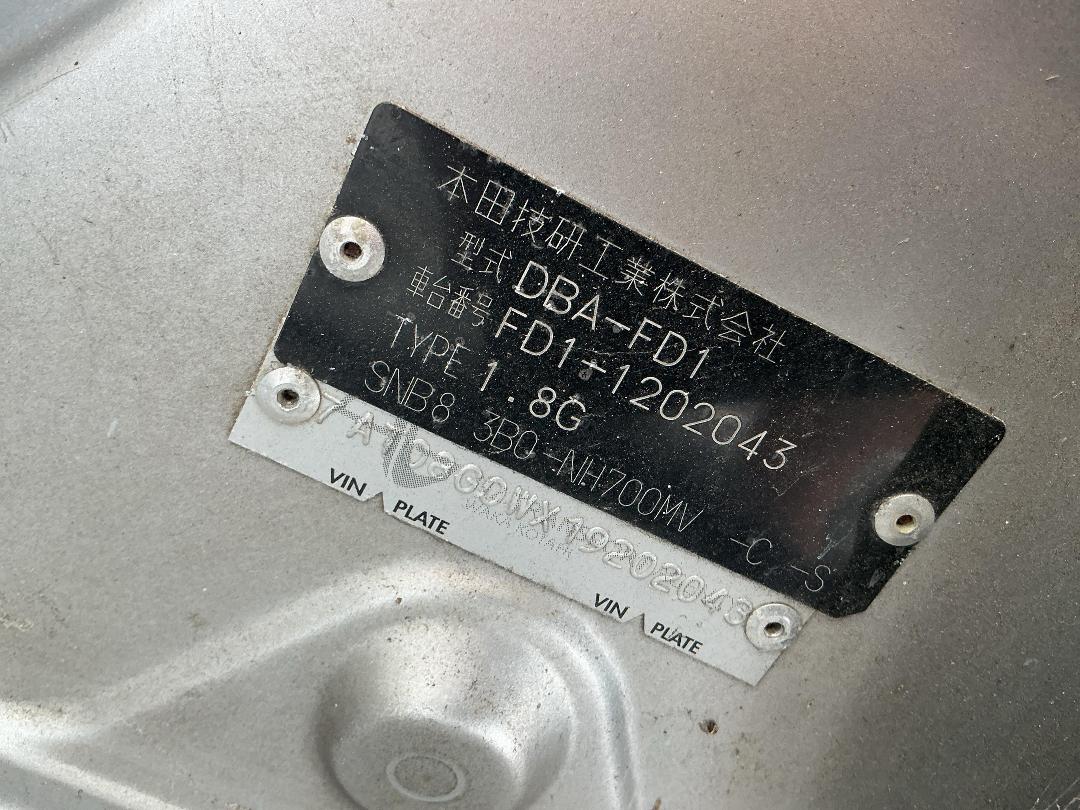 本田技研工業株式会社
型式 DBA-FD1
車台番号 FD1-1202043
TYPE 1.8G
SNB8 3BO-NH700MV -C -S
VIN PLATE
VIN PLATE